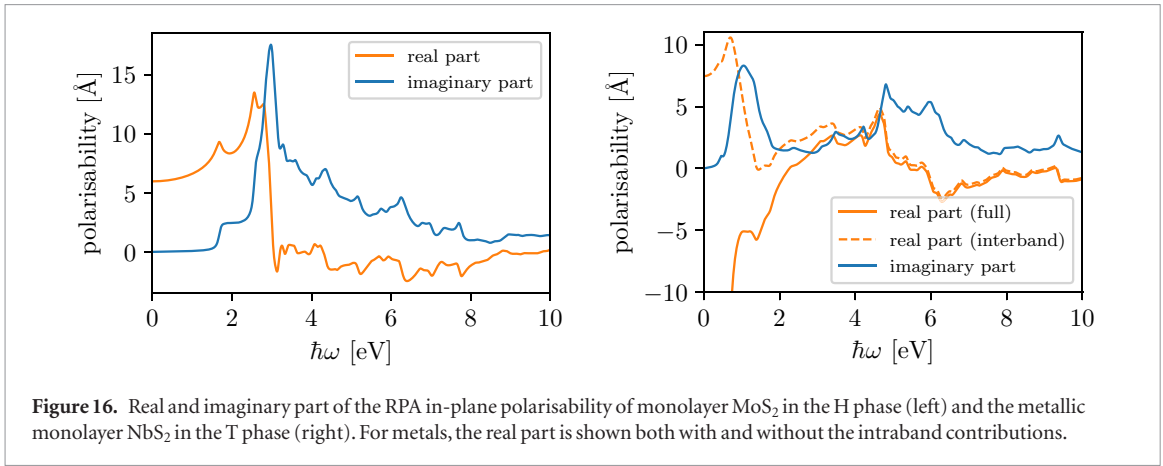 polarisability [Å]
15
10
5
0
real part
imaginary part
0 2 4 6 8 10
ℏω [eV]
polarisability [Å]
10
5
0
−5
−10
real part (full)
real part (interband)
imaginary part
0 2 4 6 8 10
ℏω [eV]
Figure 16. Real and imaginary part of the RPA in-plane polarisability of monolayer MoS₂ in the H phase (left) and the metallic
monolayer NbS₂ in the T phase (right). For metals, the real part is shown both with and without the intraband contributions.